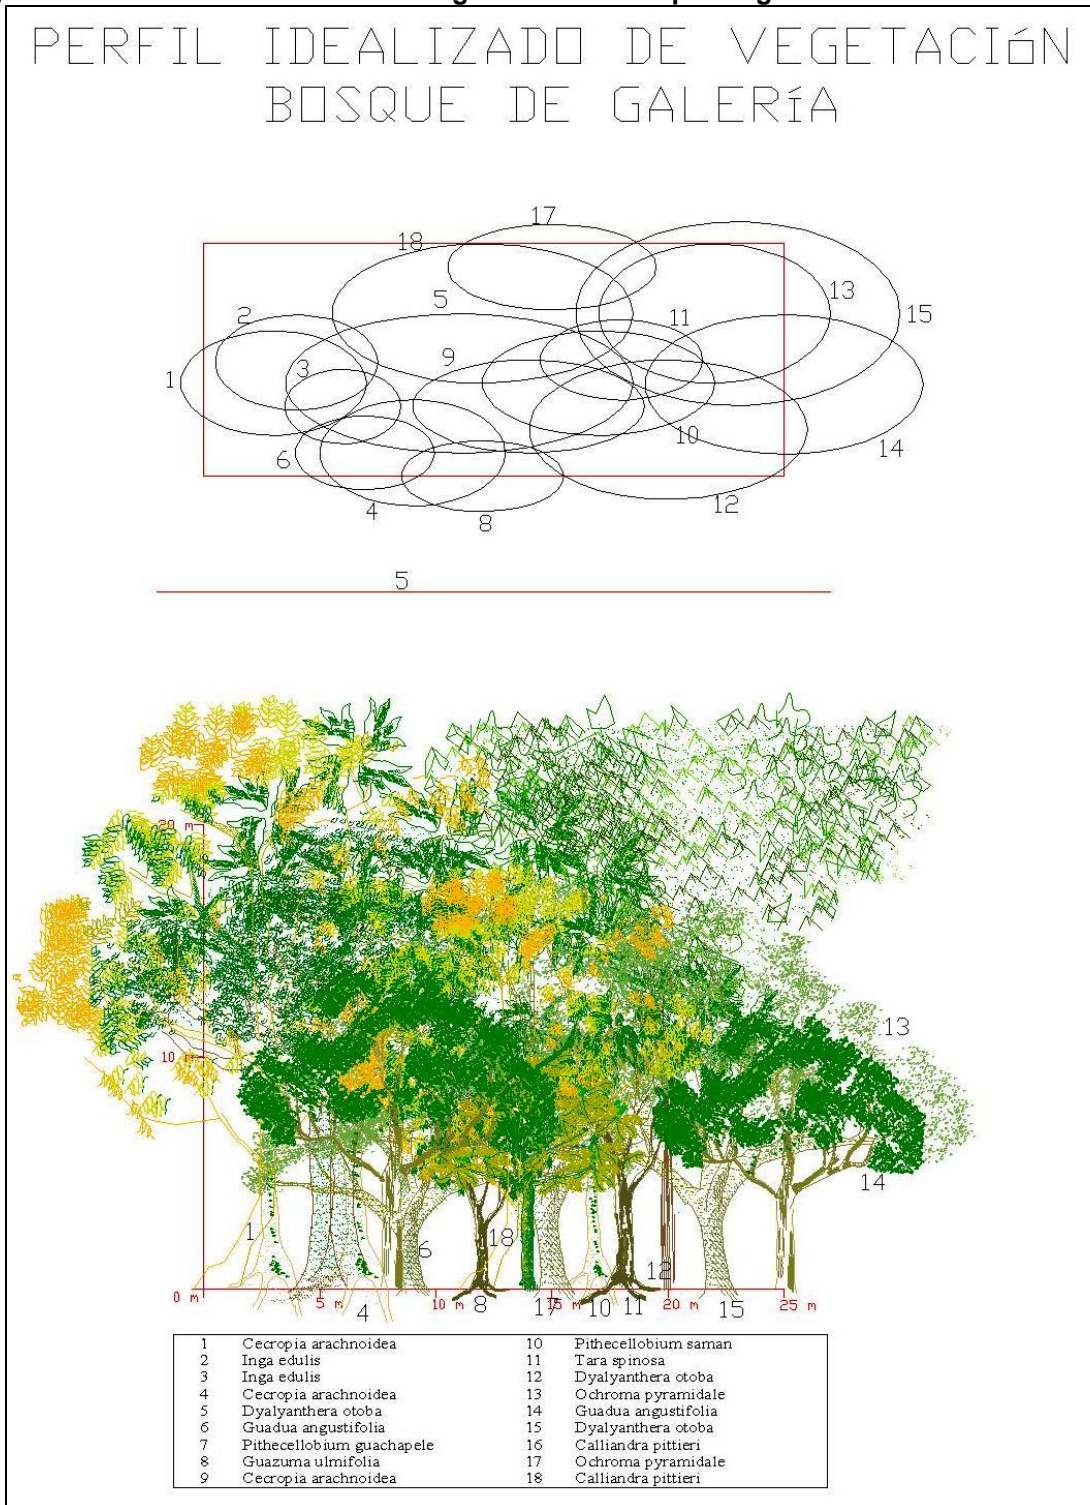 PERFIL IDEALIZADO DE VEGETACIóN
BOSQUE DE GALERíA
17
18
5
13
2
11
15
9
3
1
10
6
14
4
12
8
5
20 m
10 m
13
14
1
18
6
12
0 m
5 m
4
10 m
8
17
15 m
10
11
20 m
15
25 m
1 Cecropia arachnoidea 10 Pithecellobium saman
2 Inga edulis 11 Tara spinosa
3 Inga edulis 12 Dyalyanthera otoba
4 Cecropia arachnoidea 13 Ochroma pyramidale
5 Dyalyanthera otoba 14 Guadua angustifolia
6 Guadua angustifolia 15 Dyalyanthera otoba
7 Pithecellobium guachapele 16 Calliandra pittieri
8 Guazuma ulmifolia 17 Ochroma pyramidale
9 Cecropia arachnoidea 18 Calliandra pittieri